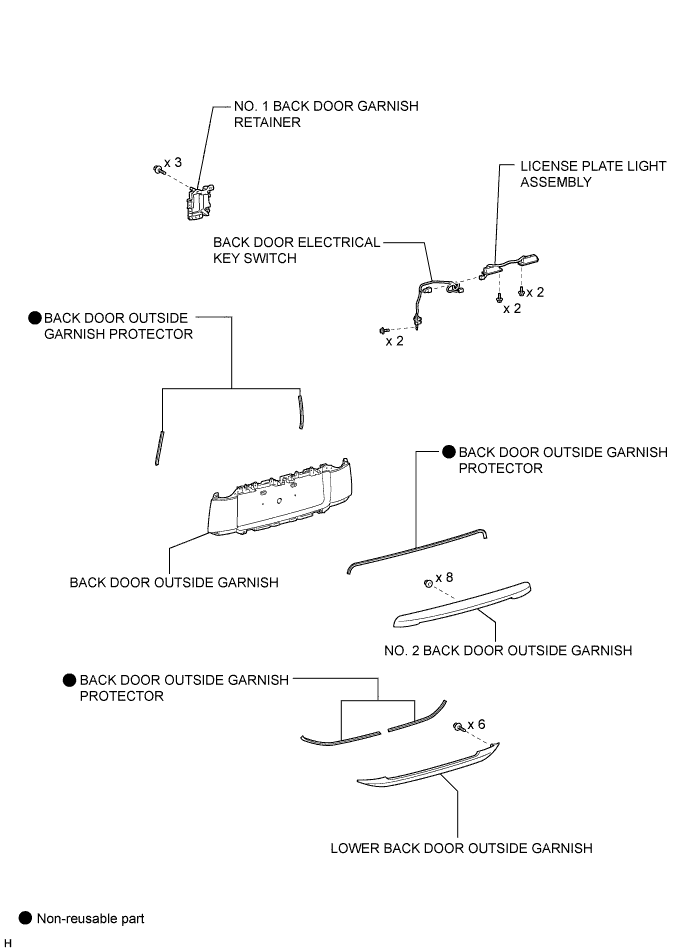 NO. 1 BACK DOOR GARNISH
RETAINER
x 3
LICENSE PLATE LIGHT
ASSEMBLY
BACK DOOR ELECTRICAL
KEY SWITCH
x 2
x 2
x 2
BACK DOOR OUTSIDE
GARNISH PROTECTOR
BACK DOOR OUTSIDE GARNISH
PROTECTOR
BACK DOOR OUTSIDE GARNISH
x 8
NO. 2 BACK DOOR OUTSIDE GARNISH
BACK DOOR OUTSIDE GARNISH
PROTECTOR
x 6
LOWER BACK DOOR OUTSIDE GARNISH
Non-reusable part
H